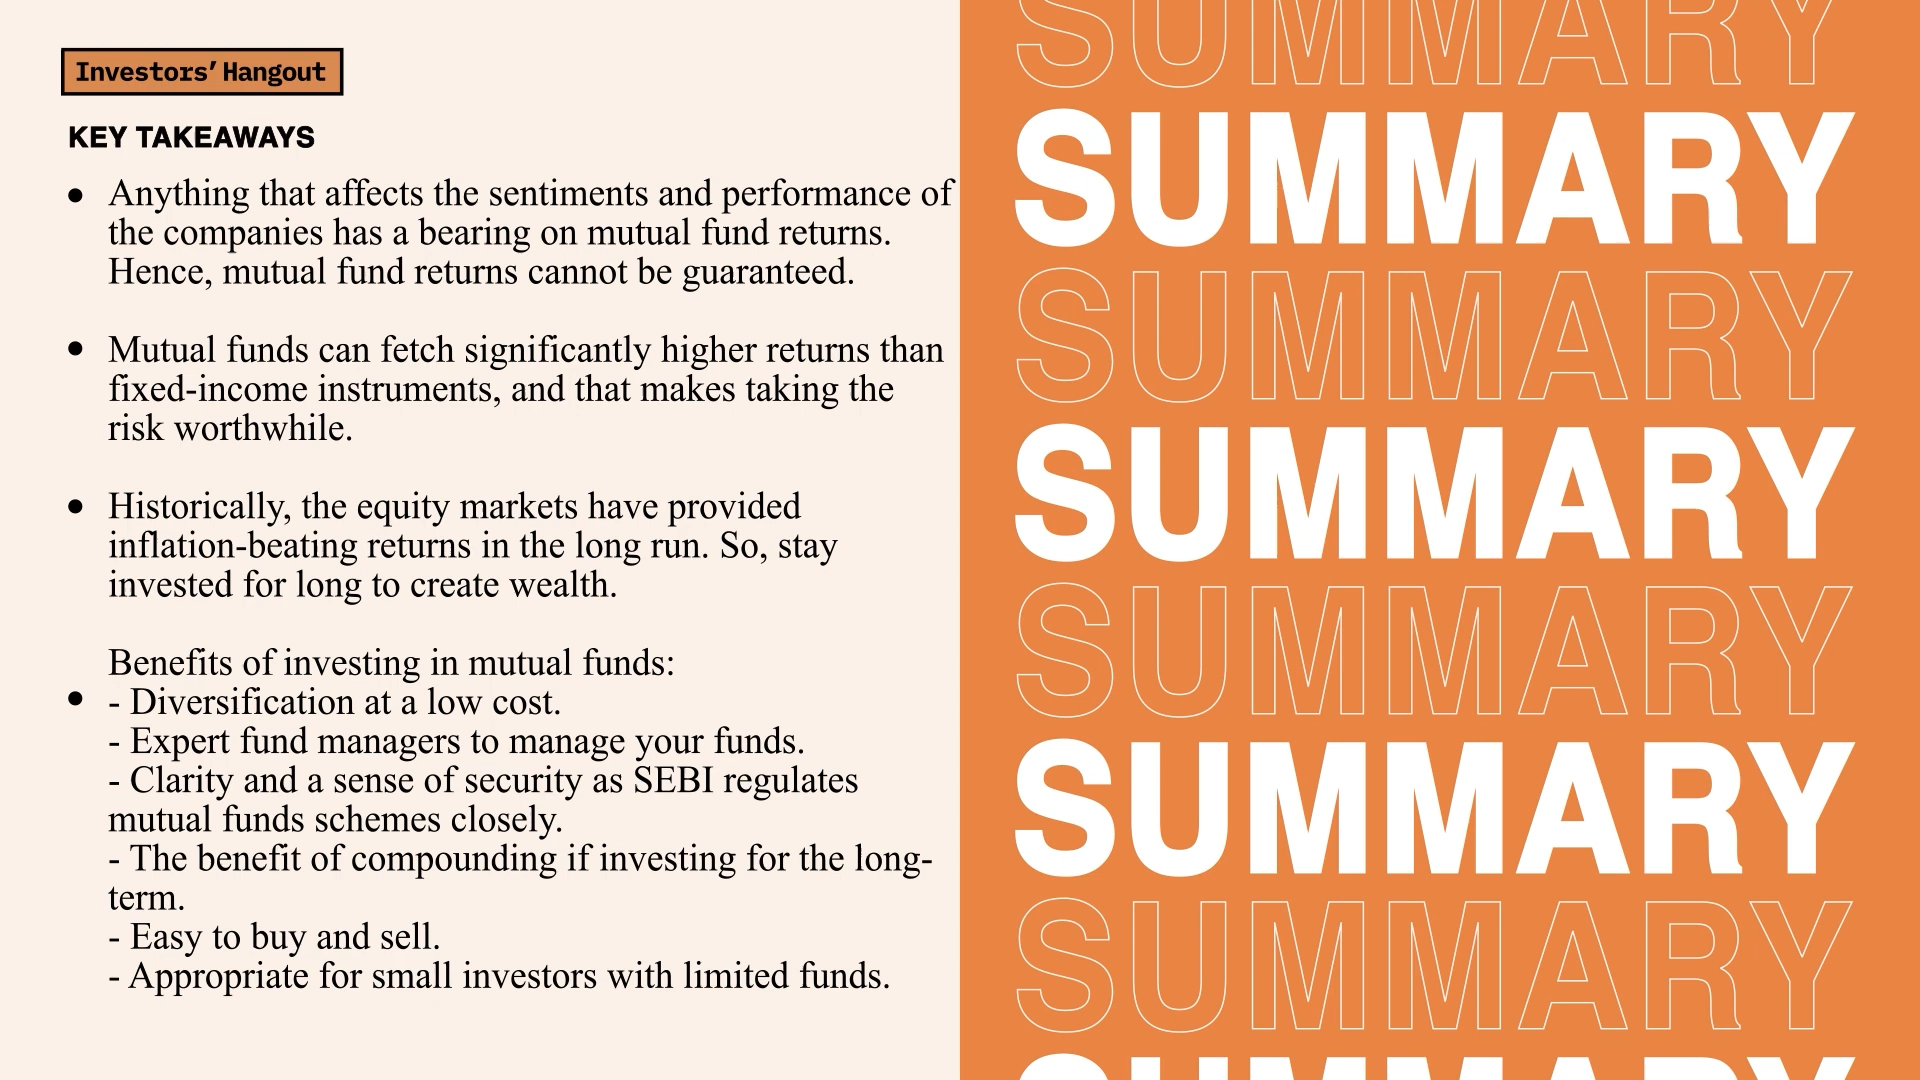 Investors' Hangout
KEY TAKEAWAYS
• Anything that affects the sentiments and performance of
the companies has a bearing on mutual fund returns.
Hence, mutual fund returns cannot be guaranteed.
• Mutual funds can fetch significantly higher returns than
fixed-income instruments, and that makes taking the
risk worthwhile.
• Historically, the equity markets have provided
inflation-beating returns in the long run. So, stay
invested for long to create wealth.
Benefits of investing in mutual funds:
• - Diversification at a low cost.
- Expert fund managers to manage your funds.
- Clarity and a sense of security as SEBI regulates
mutual funds schemes closely.
- The benefit of compounding if investing for the long-
term.
- Easy to buy and sell.
- Appropriate for small investors with limited funds.
SUMMARY
SUMMARY
SUMMARY
SUMMARY
SUMMARY
SUMMARY
SUMMARY
SUMMARY